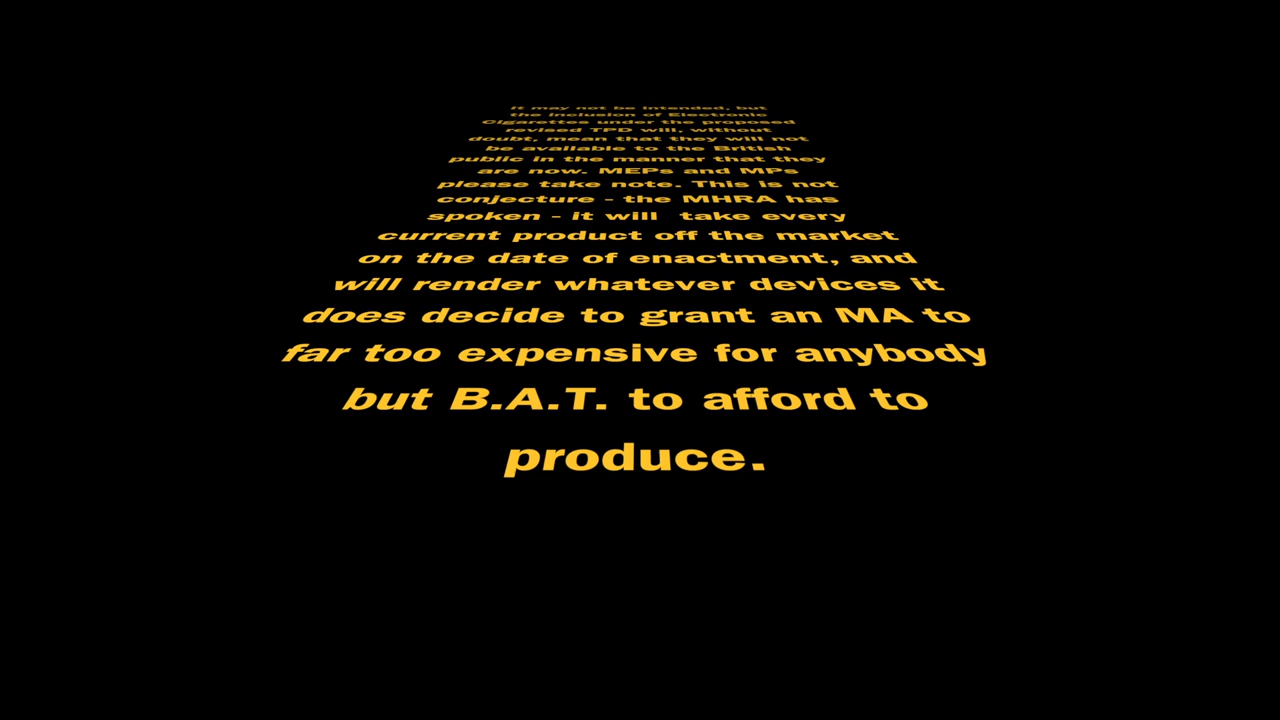 It may not be intended, but
the inclusion of Electronic
Cigarettes under the proposed
revised TPD will, without
doubt, mean that they will not
be available to the British
public in the manner that they
are now. MEPs and MPs
please take note. This is not
conjecture - the MHRA has
spoken - it will  take every
current product off the market
on the date of enactment, and
will render whatever devices it
does decide to grant an MA to
far too expensive for anybody
but B.A.T. to afford to
produce.